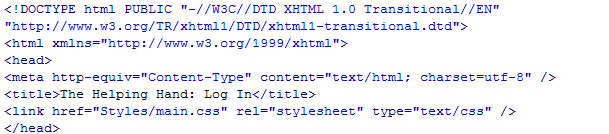 <!DOCTYPE html PUBLIC "-//W3C//DTD XHTML 1.0 Transitional//EN"
"http://www.w3.org/TR/xhtml1/DTD/xhtml1-transitional.dtd">
<html xmlns="http://www.w3.org/1999/xhtml">
<head>
<meta http-equiv="Content-Type" content="text/html; charset=utf-8" />
<title>The Helping Hand: Log In</title>
<link href="Styles/main.css" rel="stylesheet" type="text/css" />
</head>